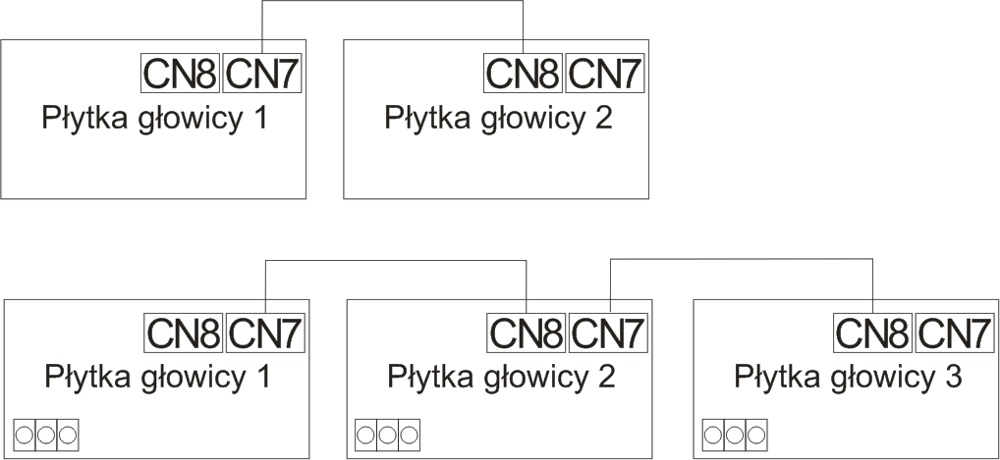 CN8 CN7 CN8 CN7
Płytka głowicy 1 Płytka głowicy 2
CN8 CN7 CN8 CN7 CN8 CN7
Płytka głowicy 1 Płytka głowicy 2 Płytka głowicy 3